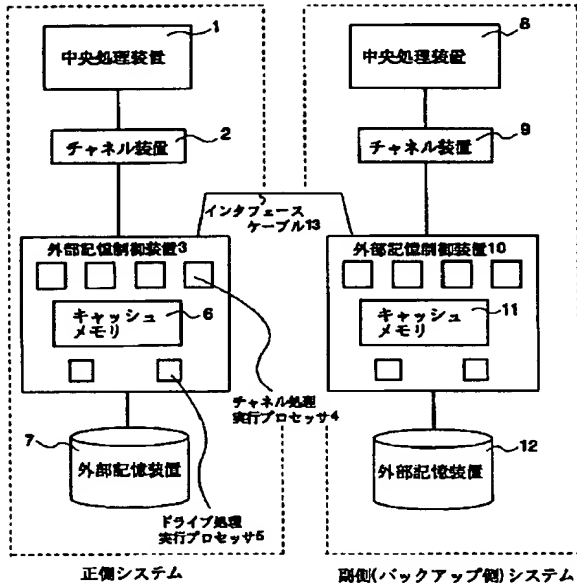 1
中央処理装置
2
チャネル装置
インタフェース
ケーブル13
外部記憶制御装置3
キャッシュ
メモリ
6
チャネル処理
実行プロセッサ4
7
外部記憶装置
ドライブ処理
実行プロセッサ5
正側システム
8
中央処理装置
9
チャネル装置
外部記憶制御装置10
キャッシュ
メモリ
11
12
外部記憶装置
副側(バックアップ側)システム